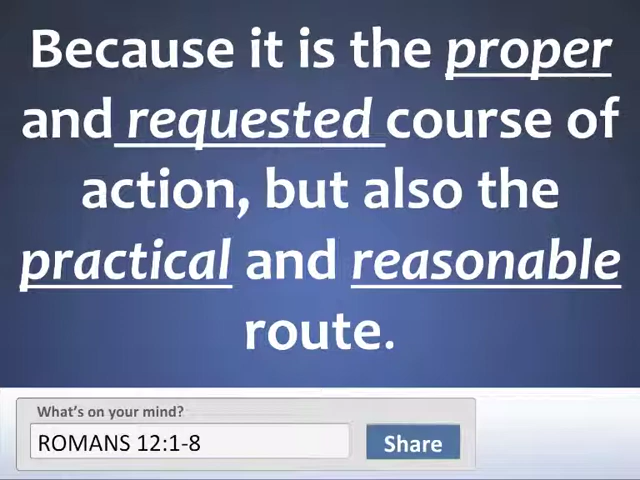 Because it is the proper
and requested course of
action, but also the
practical and reasonable
route.
What's on your mind?
ROMANS 12:1-8
Share